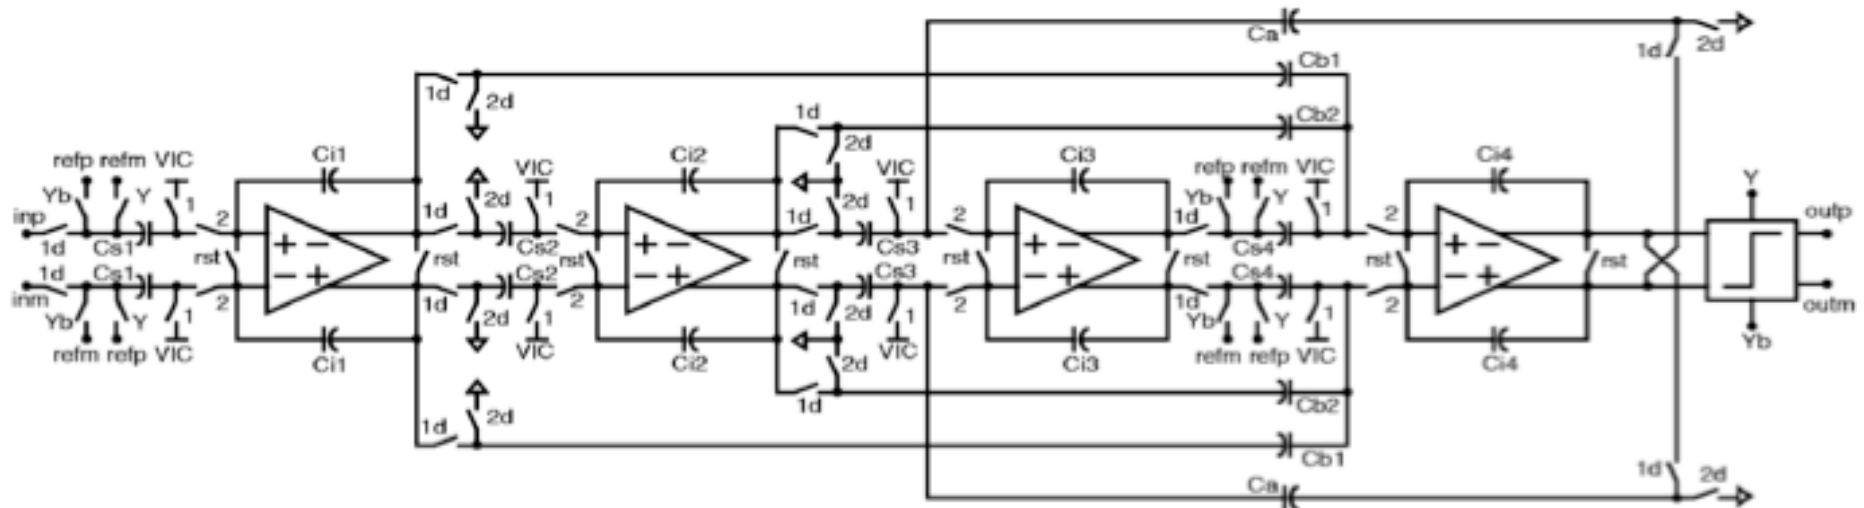 Ca
1d
2d
Cb1
1d
2d
Cb2
1d
2d
refp refm VIC
Ci1
VIC
Ci2
VIC
Ci3
refp refm VIC
Ci4
Y
Yb
Y
1
2
2d
1
2
2d
1
2
Yb
Y
1
2
inp
1d
Cs1
+ −
1d
Cs2
+ −
1d
Cs3
+ −
1d
Cs4
+ −
outp
rst
rst
rst
rst
rst
rst
rst
rst
inm
1d
Cs1
− +
1d
Cs2
− +
1d
Cs3
− +
1d
Cs4
− +
outm
Yb
Y
1
2
2d
1
2
2d
1
2
Yb
Y
1
2
Yb
refm refp VIC
Ci1
VIC
Ci2
VIC
Ci3
refm refp VIC
Ci4
2d
1d
Cb2
1d
2d
Cb1
Ca
1d
2d